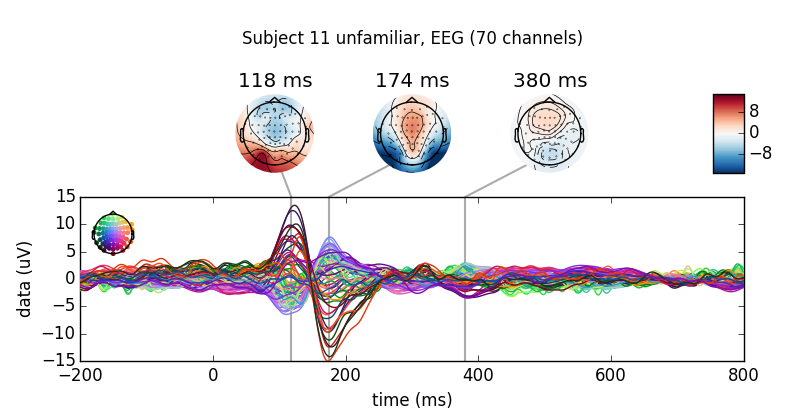 Subject 11 unfamiliar, EEG (70 channels)
118 ms 174 ms 380 ms
8
0
−8
15
10
5
0
−5
−10
−15
data (uV)
−200 0 200 400 600 800
time (ms)